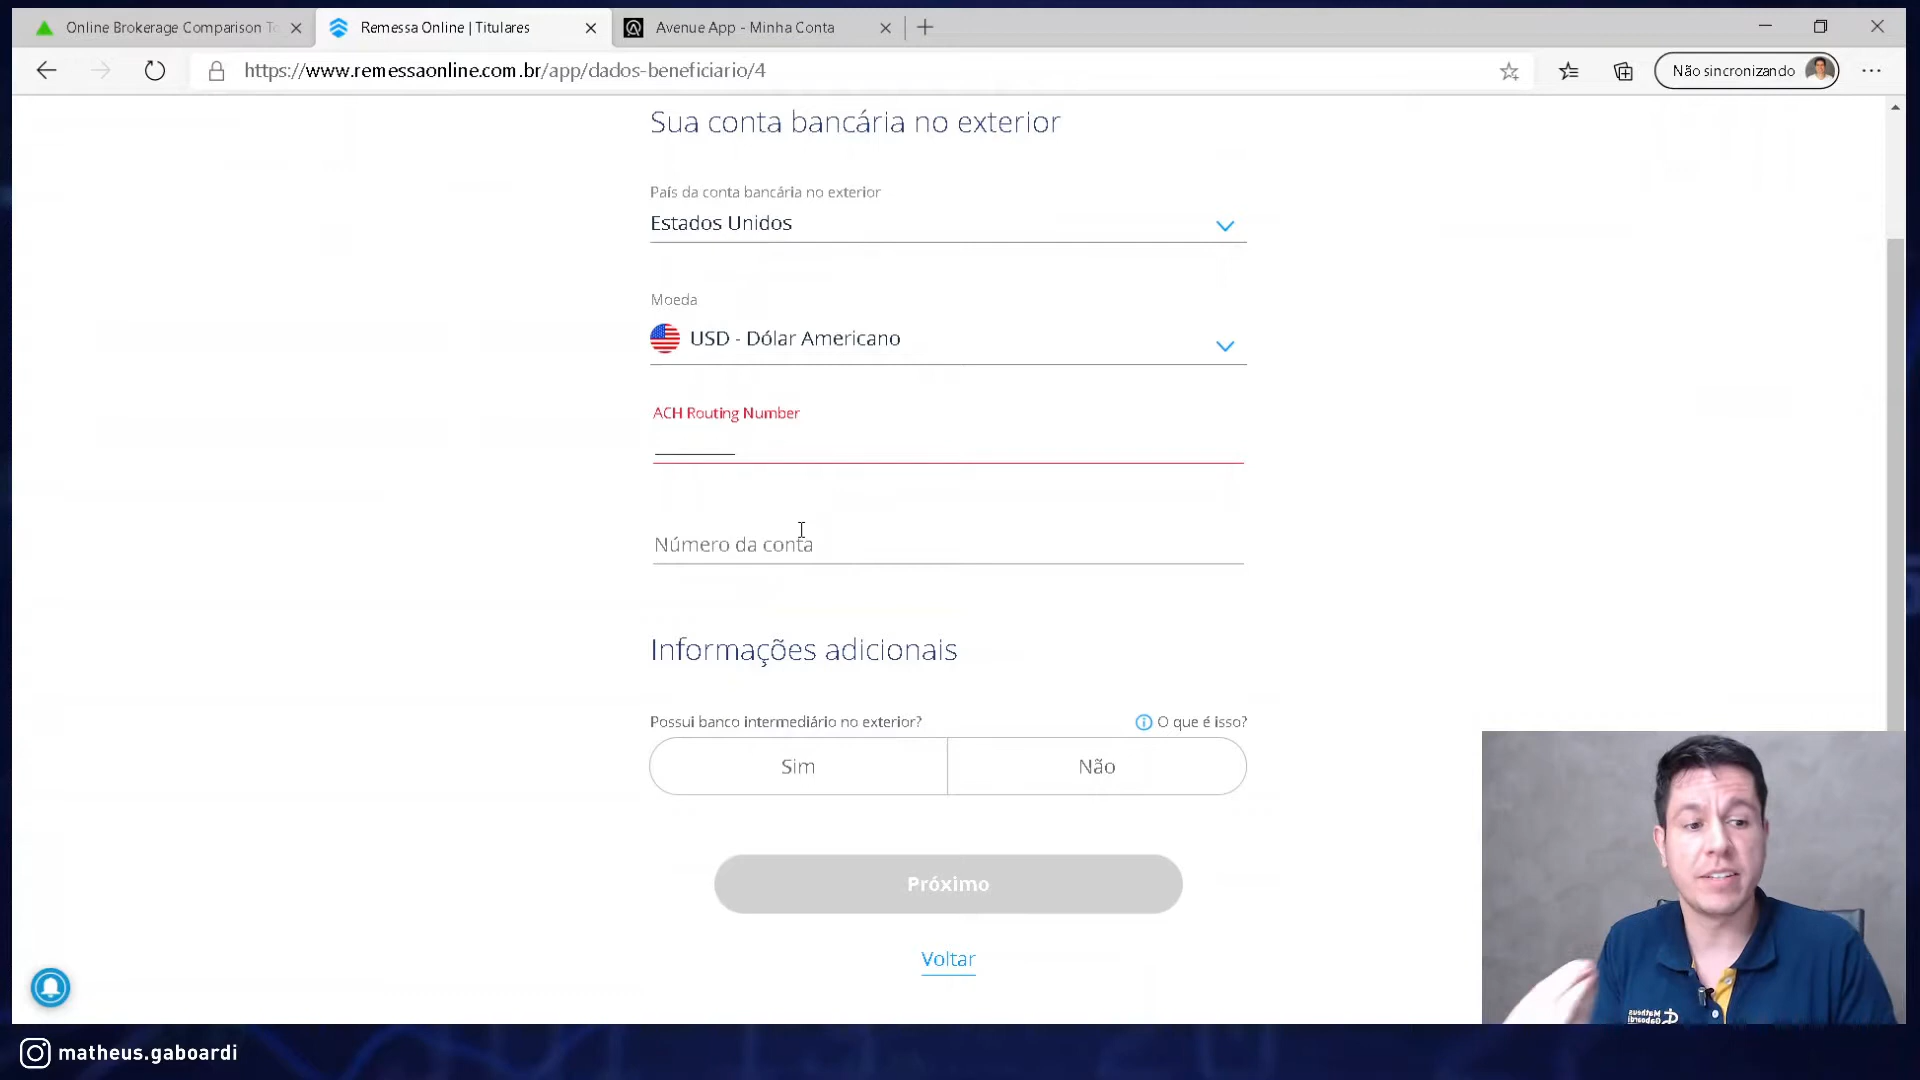 Online Brokerage Comparison To
Remessa Online | Titulares
Avenue App - Minha Conta
https://www.remessaonline.com.br/app/dados-beneficiario/4
Não sincronizando
Sua conta bancária no exterior
País da conta bancária no exterior
Estados Unidos
Moeda
USD - Dólar Americano
ACH Routing Number
Número da conta
Informações adicionais
Possui banco intermediário no exterior?
O que é isso?
Sim
Não
Próximo
Voltar
Matheus
Gaboardi
matheus.gaboardi